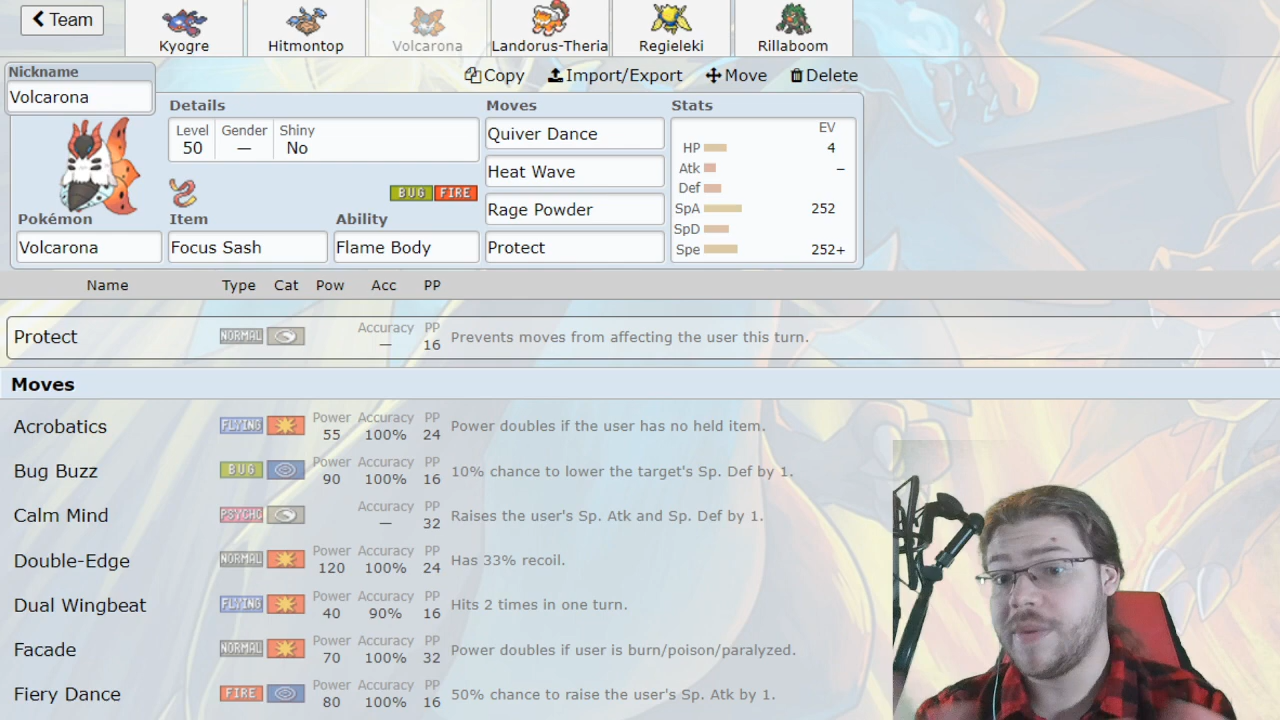 Team
Kyogre
Hitmontop
Volcarona
Landorus-Theria
Regieleki
Rillaboom
Nickname
Volcarona
Copy
Import/Export
Move
Delete
Details
Moves
Stats
Level
50
Gender
—
Shiny
No
Quiver Dance
Heat Wave
Rage Powder
Protect
EV
HP 4
Atk –
Def
SpA 252
SpD
Spe 252+
BUG FIRE
Pokémon
Volcarona
Item
Focus Sash
Ability
Flame Body
Name Type Cat Pow Acc PP
Protect NORMAL Accuracy — PP 16 Prevents moves from affecting the user this turn.
Moves
Acrobatics FLYING Power 55 Accuracy 100% PP 24 Power doubles if the user has no held item.
Bug Buzz BUG Power 90 Accuracy 100% PP 16 10% chance to lower the target's Sp. Def by 1.
Calm Mind PSYCHC Accuracy — PP 32 Raises the user's Sp. Atk and Sp. Def by 1.
Double-Edge NORMAL Power 120 Accuracy 100% PP 24 Has 33% recoil.
Dual Wingbeat FLYING Power 40 Accuracy 90% PP 16 Hits 2 times in one turn.
Facade NORMAL Power 70 Accuracy 100% PP 32 Power doubles if user is burn/poison/paralyzed.
Fiery Dance FIRE Power 80 Accuracy 100% PP 16 50% chance to raise the user's Sp. Atk by 1.